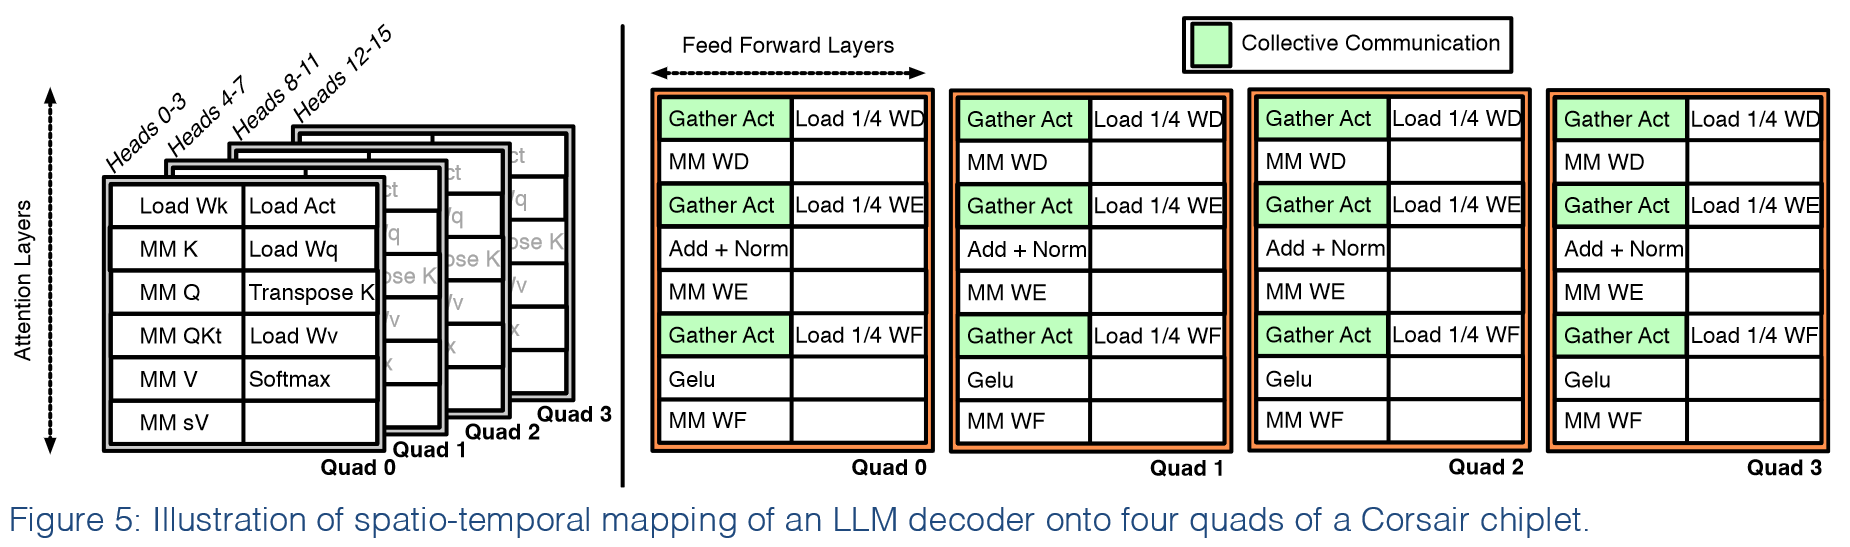 Feed Forward Layers
Collective Communication
Attention Layers
Heads 0-3
Heads 4-7
Heads 8-11
Heads 12-15
Load Wk Load Act
MM K Load Wq
MM Q Transpose K
MM QKt Load Wv
MM V Softmax
MM sV
Quad 0
Quad 1
Quad 2
Quad 3
Gather Act Load 1/4 WD
MM WD
Gather Act Load 1/4 WE
Add + Norm
MM WE
Gather Act Load 1/4 WF
Gelu
MM WF
Quad 0
Gather Act Load 1/4 WD
MM WD
Gather Act Load 1/4 WE
Add + Norm
MM WE
Gather Act Load 1/4 WF
Gelu
MM WF
Quad 1
Gather Act Load 1/4 WD
MM WD
Gather Act Load 1/4 WE
Add + Norm
MM WE
Gather Act Load 1/4 WF
Gelu
MM WF
Quad 2
Gather Act Load 1/4 WD
MM WD
Gather Act Load 1/4 WE
Add + Norm
MM WE
Gather Act Load 1/4 WF
Gelu
MM WF
Quad 3
Figure 5: Illustration of spatio-temporal mapping of an LLM decoder onto four quads of a Corsair chiplet.